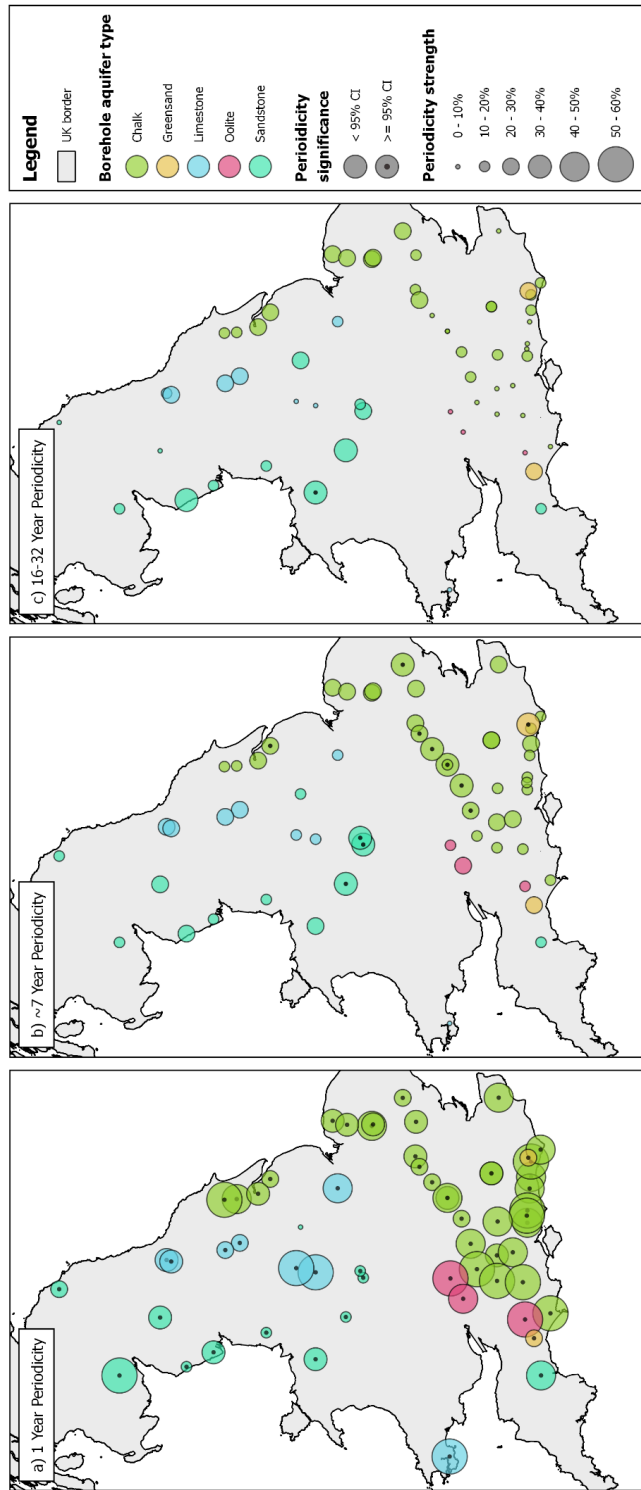 a) 1 Year Periodicity
b) ~7 Year Periodicity
c) 16-32 Year Periodicity
Legend
UK border
Borehole aquifer type
Chalk
Greensand
Limestone
Oolite
Sandstone
Perioidicity
significance
< 95% CI
>= 95% CI
Periodicity strength
0 - 10%
10 - 20%
20 - 30%
30 - 40%
40 - 50%
50 - 60%